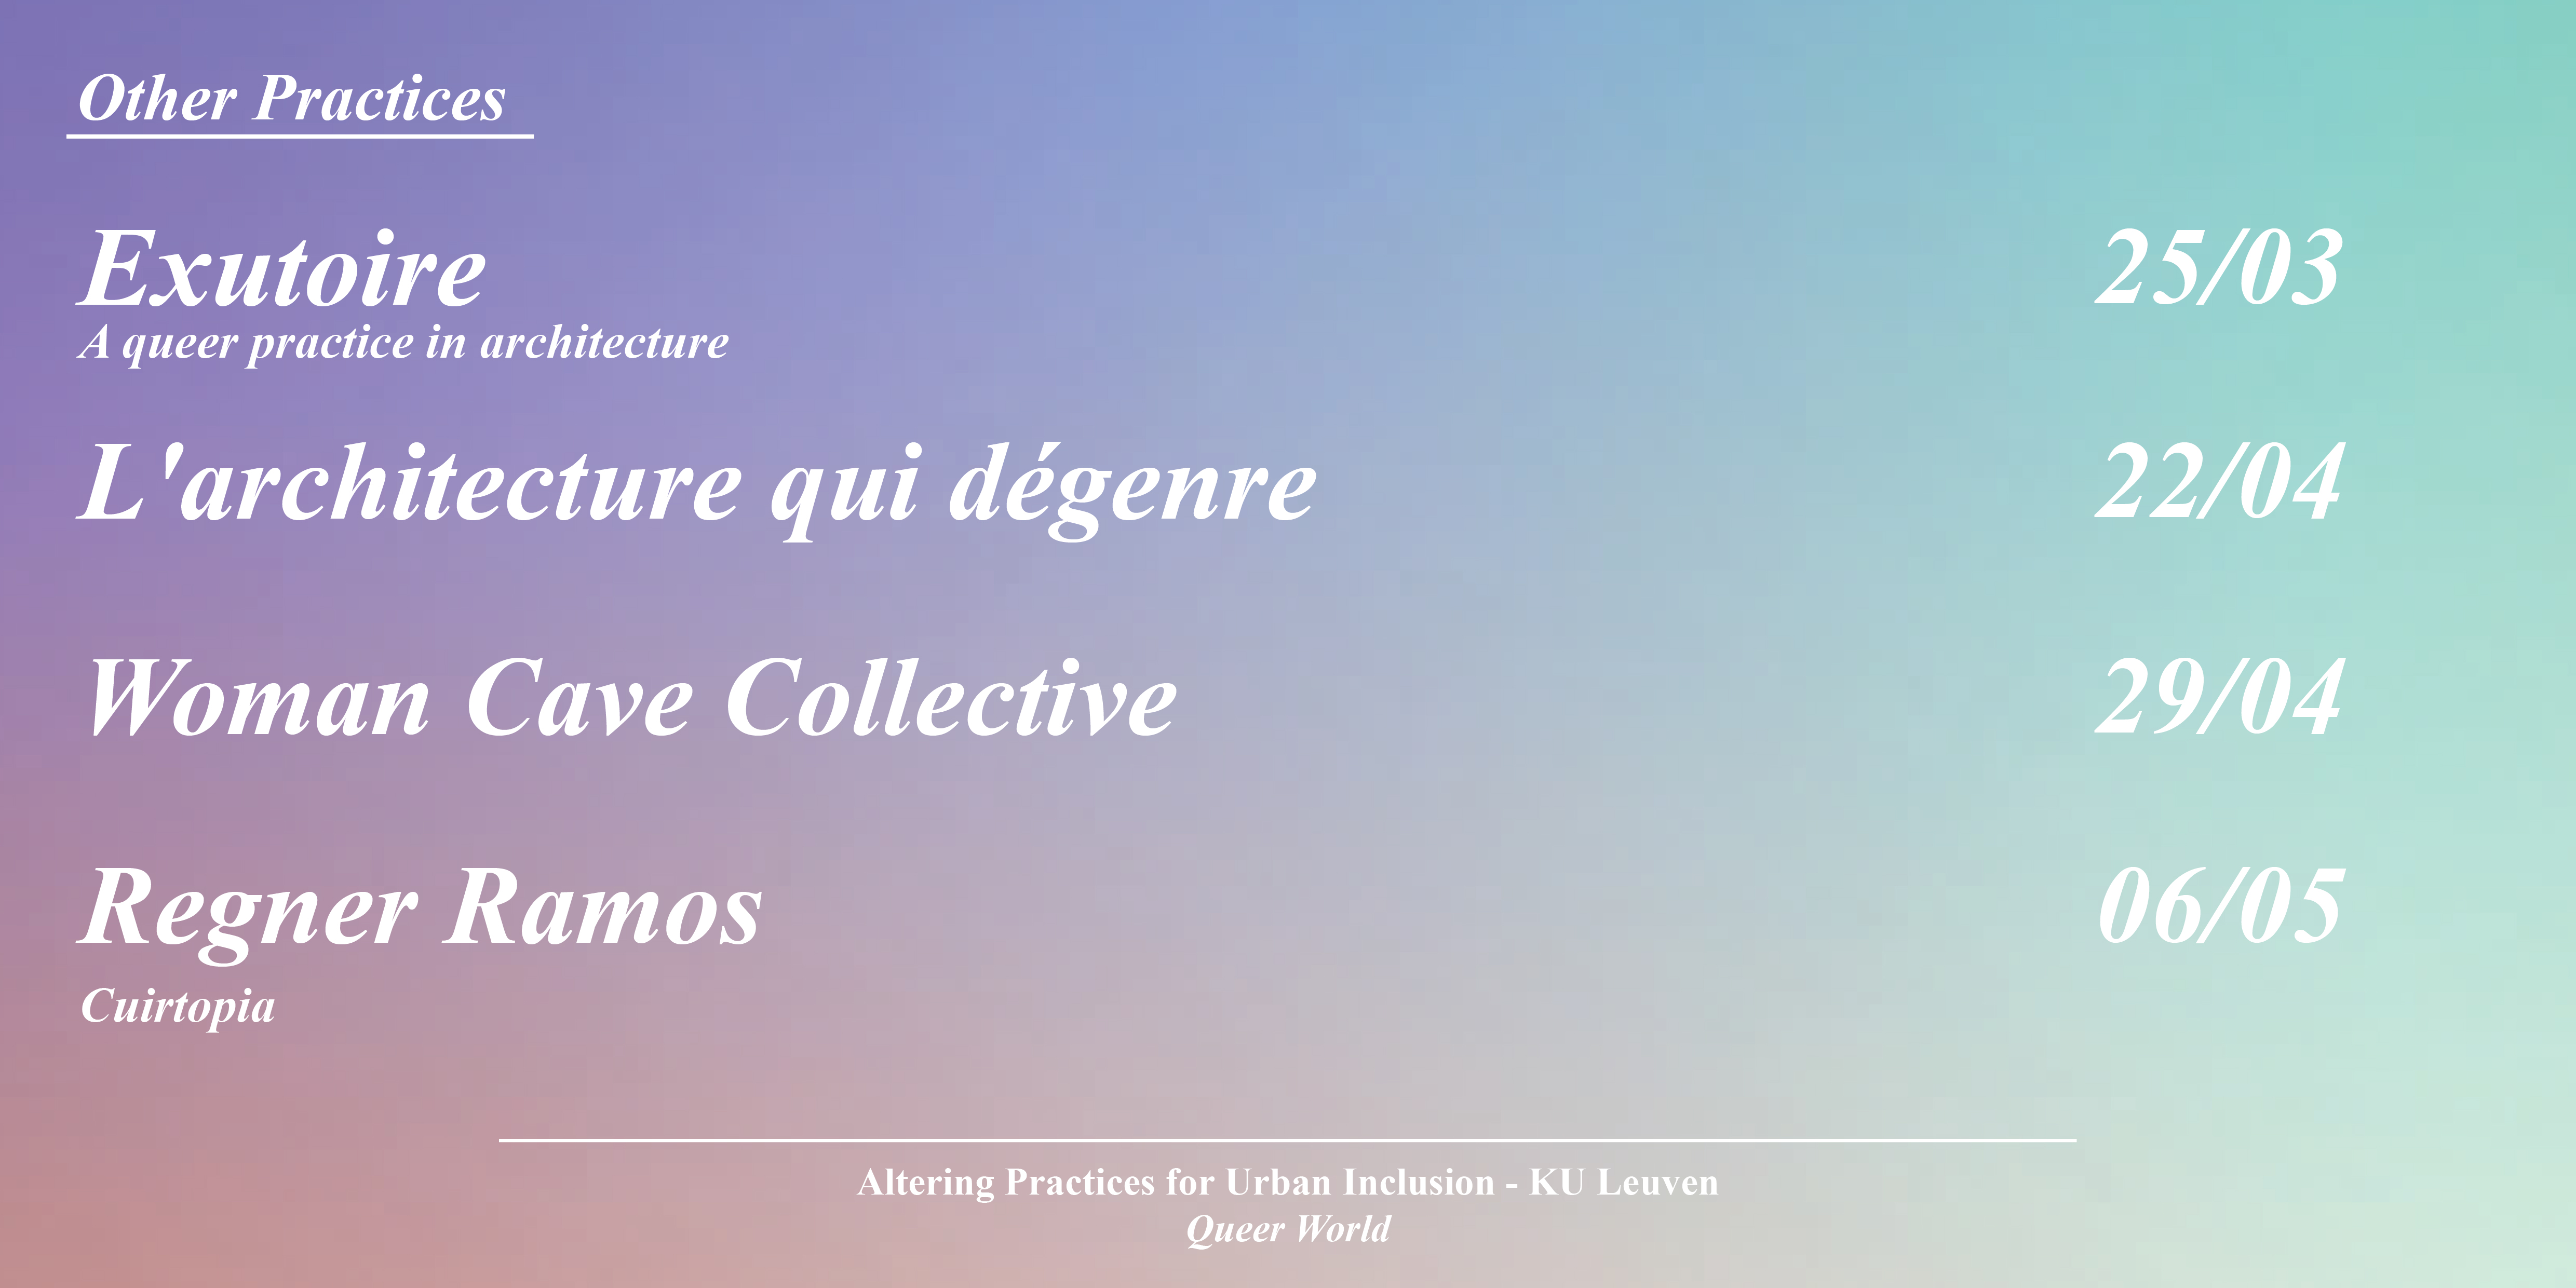 Other Practices
Exutoire 25/03
A queer practice in architecture
L'architecture qui dégenre 22/04
Woman Cave Collective 29/04
Regner Ramos 06/05
Cuirtopia
Altering Practices for Urban Inclusion - KU Leuven
Queer World